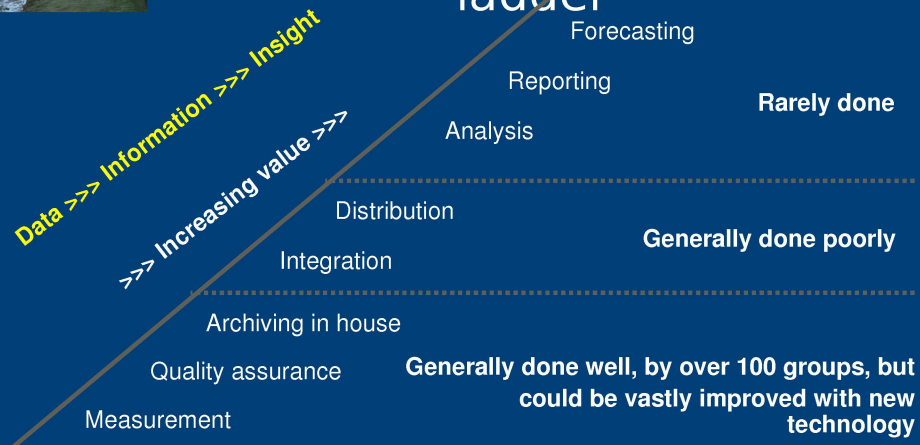 ladder
Forecasting
Data >>> Information >>> Insight
Reporting
Rarely done
Analysis
>>> Increasing value >>>
Distribution
Generally done poorly
Integration
Archiving in house
Quality assurance
Generally done well, by over 100 groups, but
could be vastly improved with new
technology
Measurement